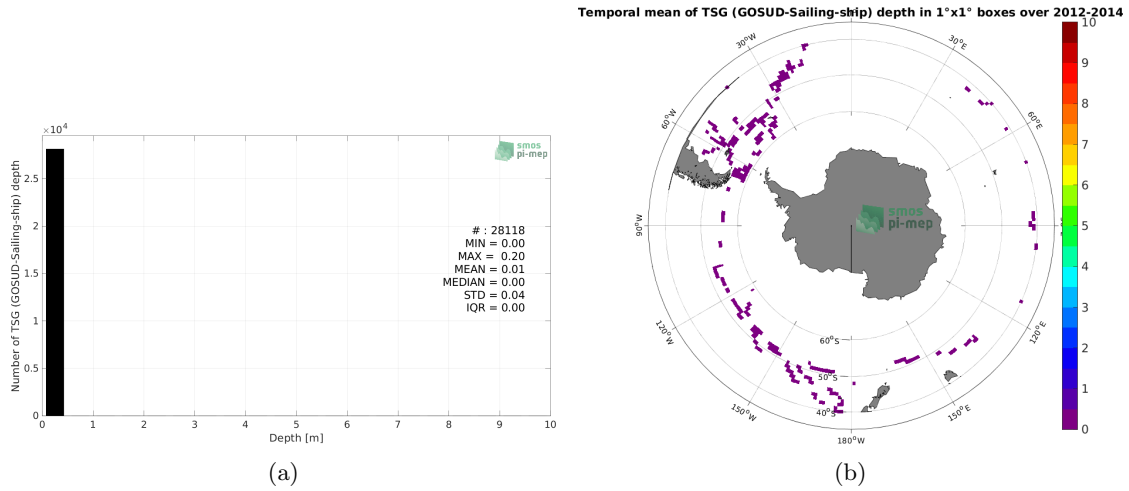 Temporal mean of TSG (GOSUD-Sailing-ship) depth in 1°x1° boxes over 2012-2014
Number of TSG (GOSUD-Sailing-ship) depth
×10⁴
2.5
2
1.5
1
0.5
0
smos
pi-mep
# : 28118
MIN = 0.00
MAX = 0.20
MEAN = 0.01
MEDIAN = 0.00
STD = 0.04
IQR = 0.00
0 1 2 3 4 5 6 7 8 9 10
Depth [m]
(a)
30°W
30°E
60°W
60°E
90°W
smos
pi-mep
120°W
120°E
60°S
50°S
40°S
150°W
150°E
180°W
10
9
8
7
6
5
4
3
2
1
0
(b)